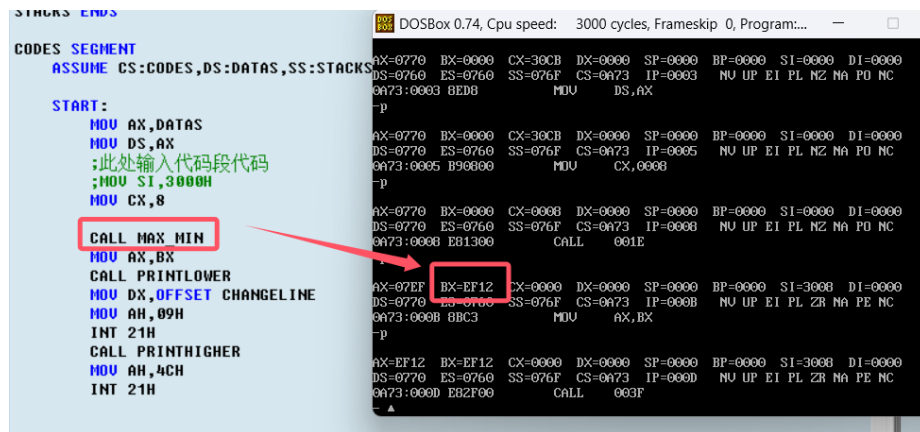 STACKS ENDS
CODES SEGMENT
ASSUME CS:CODES,DS:DATAS,SS:STACKS
START:
MOV AX,DATAS
MOV DS,AX
;此处输入代码段代码
;MOV SI,3000H
MOV CX,8
CALL MAX_MIN
MOV AX,BX
CALL PRINTLOWER
MOV DX,OFFSET CHANGELINE
MOV AH,09H
INT 21H
CALL PRINTHIGHER
MOV AH,4CH
INT 21H
DOSBox 0.74, Cpu speed: 3000 cycles, Frameskip 0, Program:...
AX=0770 BX=0000 CX=30CB DX=0000 SP=0000 BP=0000 SI=0000 DI=0000
DS=0760 ES=0760 SS=076F CS=0A73 IP=0003 NV UP EI PL NZ NA PO NC
0A73:0003 8ED8 MOV DS,AX
-p
AX=0770 BX=0000 CX=30CB DX=0000 SP=0000 BP=0000 SI=0000 DI=0000
DS=0770 ES=0760 SS=076F CS=0A73 IP=0005 NV UP EI PL NZ NA PO NC
0A73:0005 B90800 MOV CX,0008
-p
AX=0770 BX=0000 CX=0008 DX=0000 SP=0000 BP=0000 SI=0000 DI=0000
DS=0770 ES=0760 SS=076F CS=0A73 IP=0008 NV UP EI PL NZ NA PO NC
0A73:0008 E81300 CALL 001E
-p
AX=07EF BX=EF12 CX=0000 DX=0000 SP=0000 BP=0000 SI=3008 DI=0000
DS=0770 ES=0760 SS=076F CS=0A73 IP=000B NV UP EI PL ZR NA PE NC
0A73:000B 8BC3 MOV AX,BX
-p
AX=EF12 BX=EF12 CX=0000 DX=0000 SP=0000 BP=0000 SI=3008 DI=0000
DS=0770 ES=0760 SS=076F CS=0A73 IP=000D NV UP EI PL ZR NA PE NC
0A73:000D E82F00 CALL 003F
-